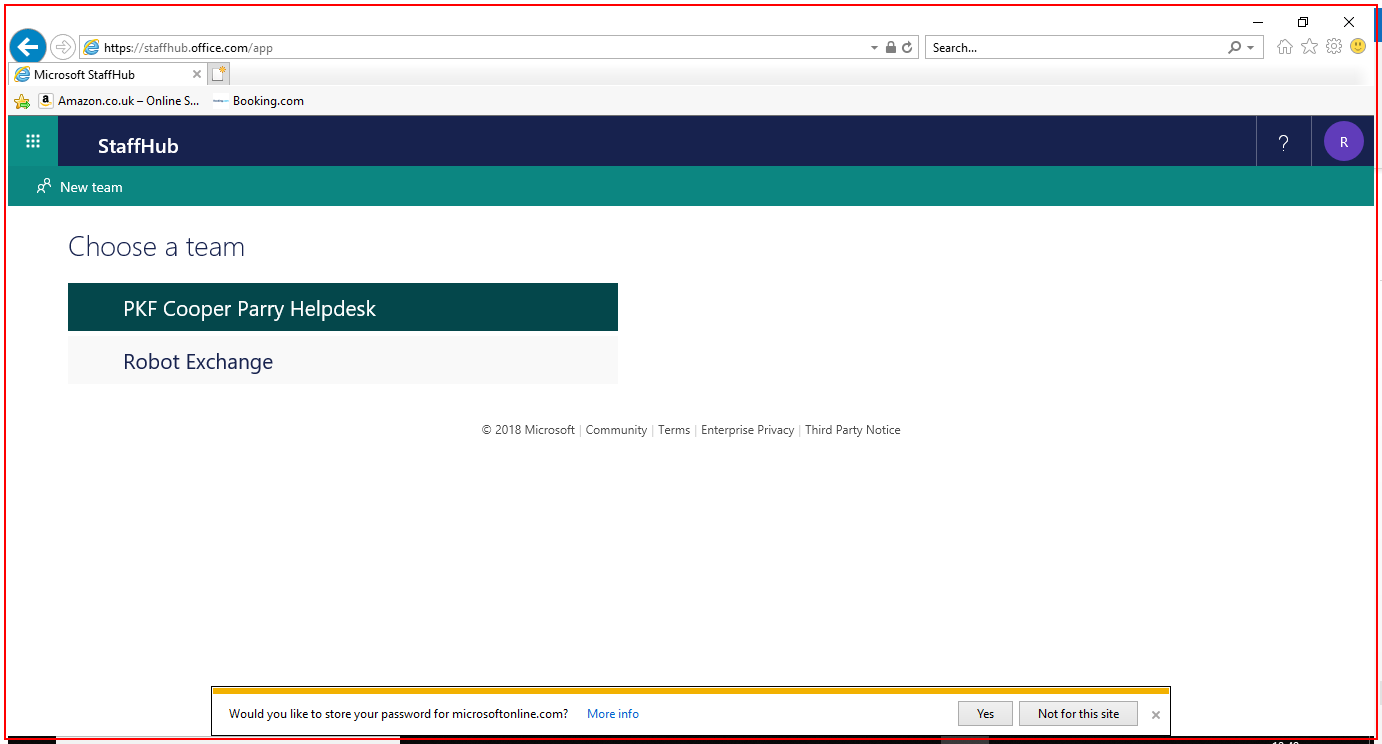 https://staffhub.office.com/app
Search...
Microsoft StaffHub
a Amazon.co.uk – Online S...
Booking.com
StaffHub
?
R
New team
Choose a team
PKF Cooper Parry Helpdesk
Robot Exchange
© 2018 Microsoft | Community | Terms | Enterprise Privacy | Third Party Notice
Would you like to store your password for microsoftonline.com? More info Yes Not for this site